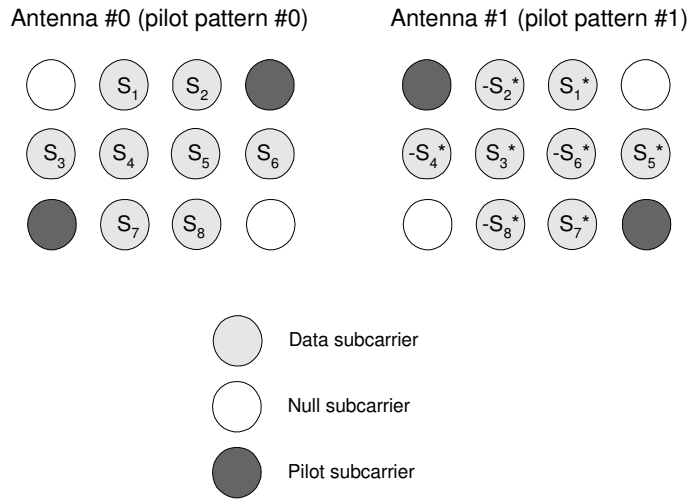 Antenna #0 (pilot pattern #0)
Antenna #1 (pilot pattern #1)
S₁ S₂
-S₂* S₁*
S₃ S₄ S₅ S₆
-S₄* S₃* -S₆* S₅*
S₇ S₈
-S₈* S₇*
Data subcarrier
Null subcarrier
Pilot subcarrier